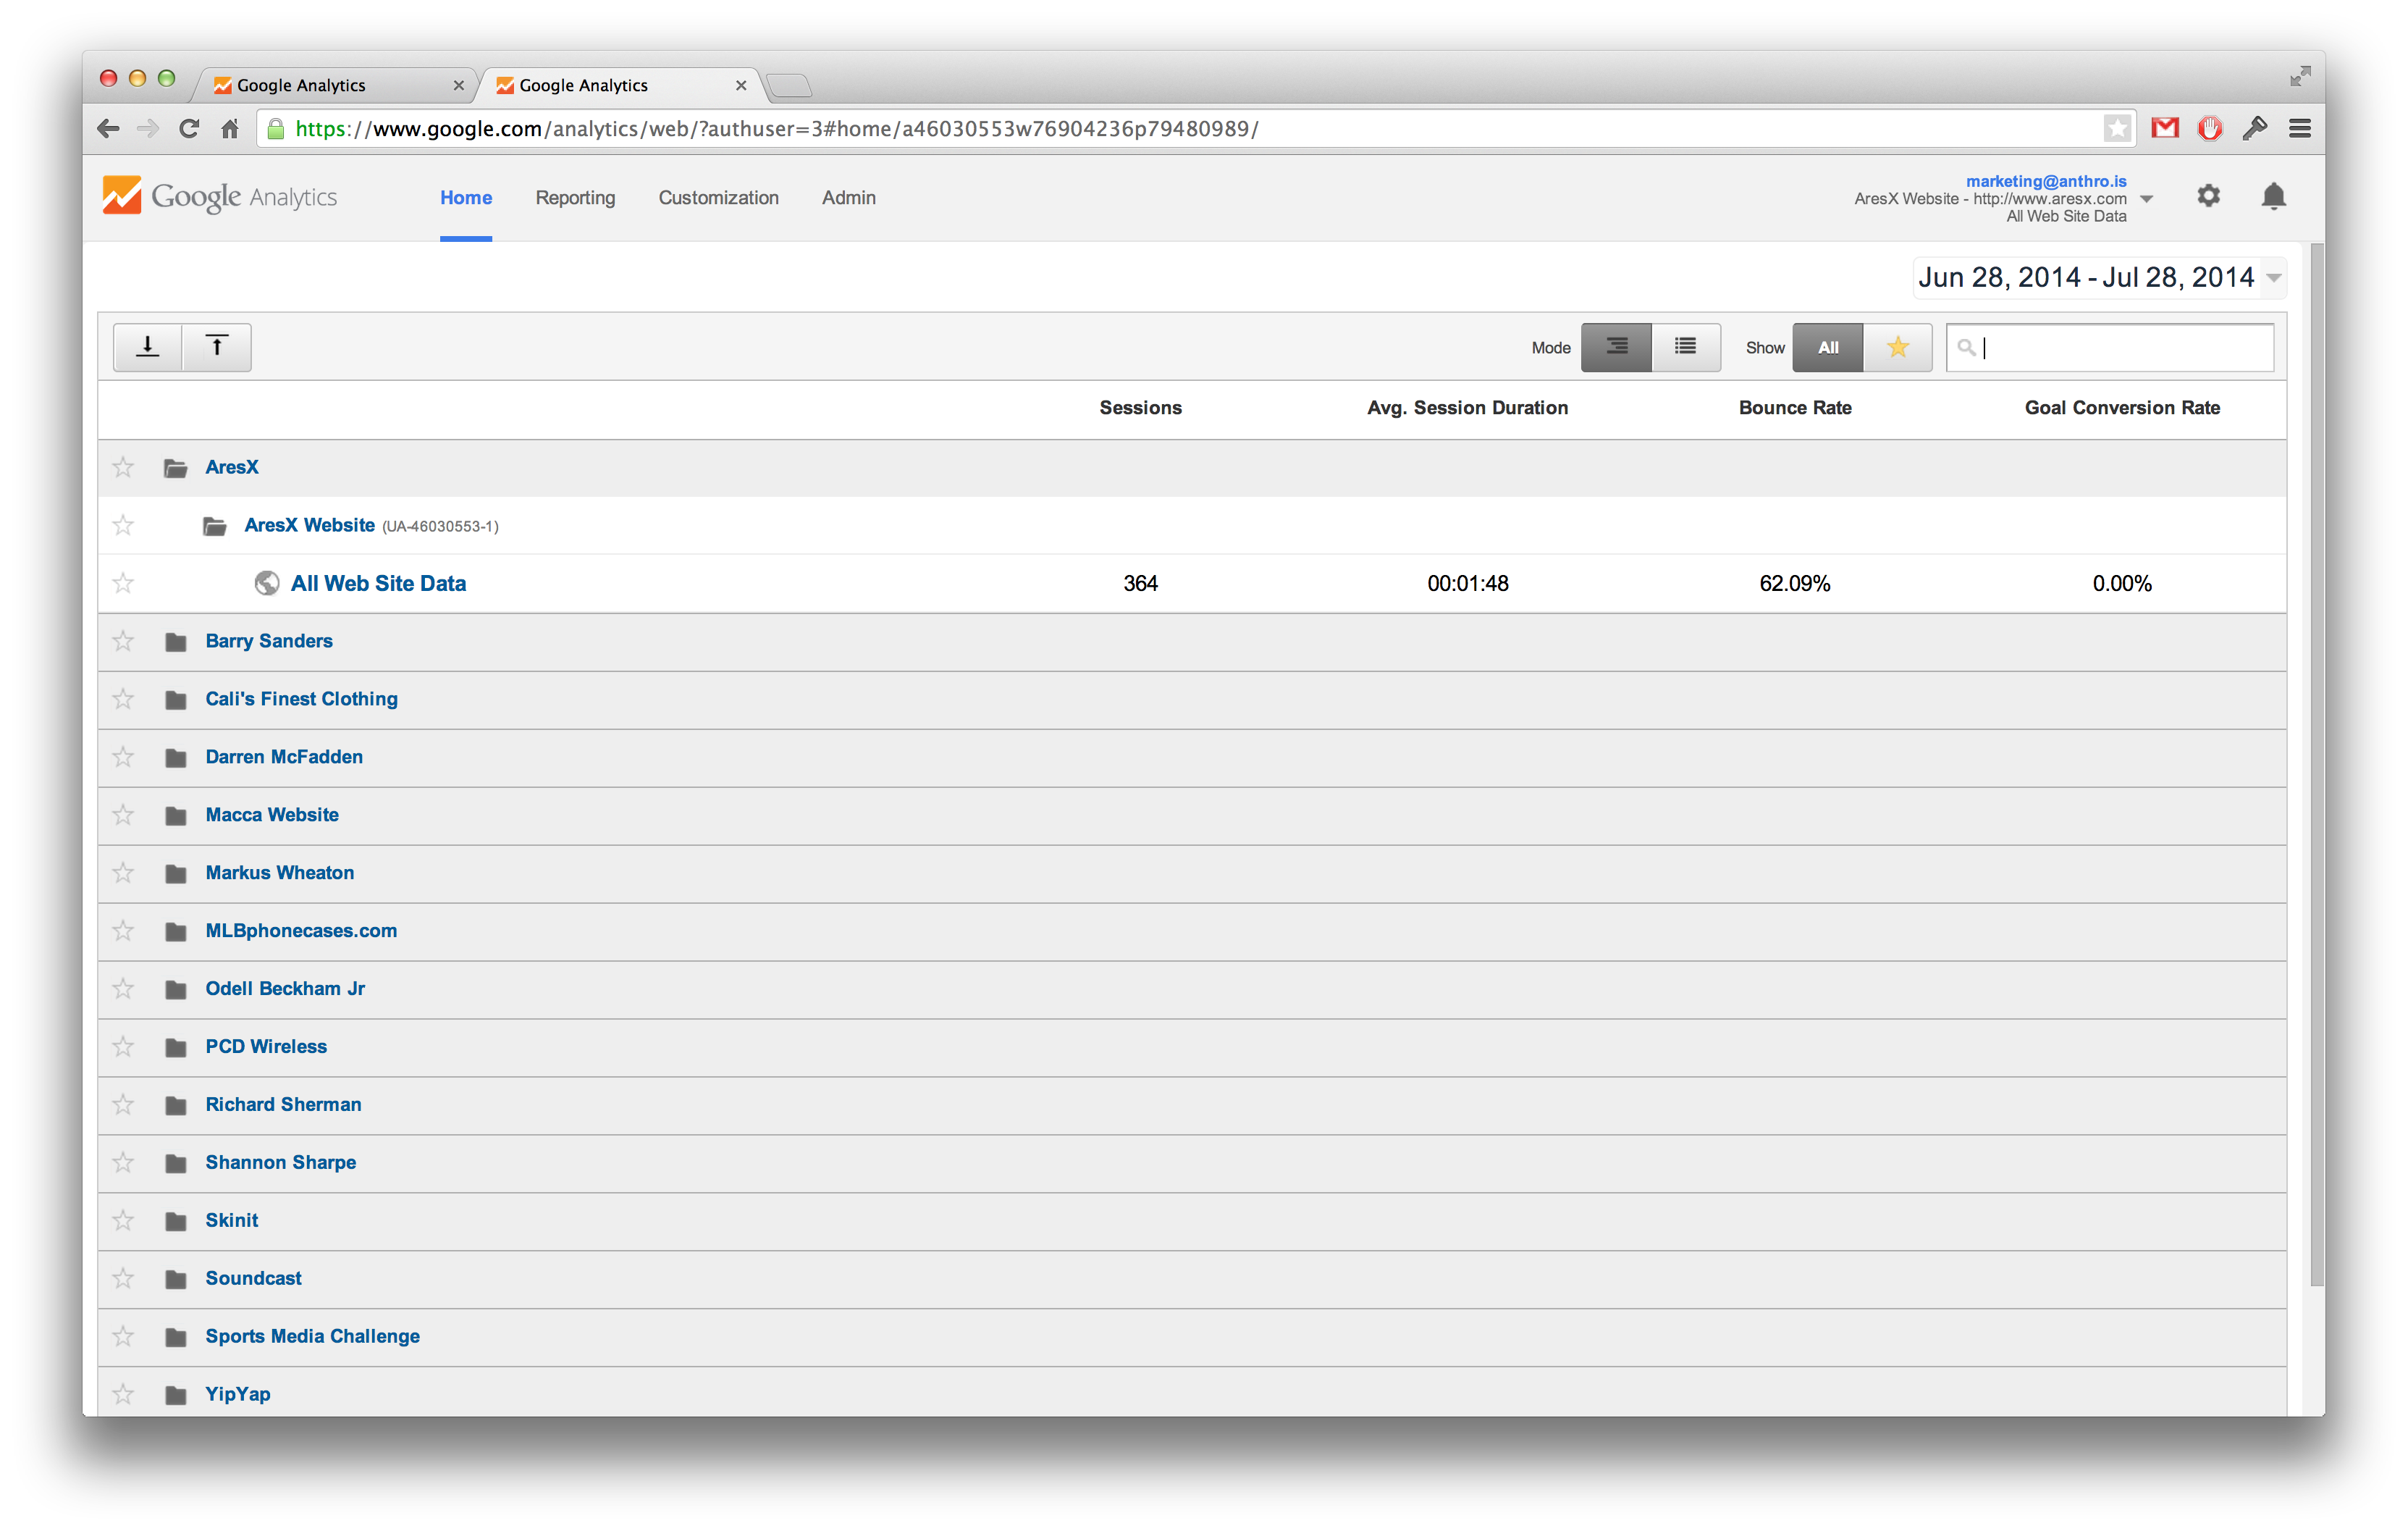 Google Analytics
Google Analytics
https://www.google.com/analytics/web/?authuser=3#home/a46030553w76904236p79480989/
Google Analytics
Home
Reporting
Customization
Admin
marketing@anthro.is
AresX Website - http://www.aresx.com
All Web Site Data
Jun 28, 2014 - Jul 28, 2014
Mode
Show
All
Sessions
Avg. Session Duration
Bounce Rate
Goal Conversion Rate
AresX
AresX Website (UA-46030553-1)
All Web Site Data 364 00:01:48 62.09% 0.00%
Barry Sanders
Cali's Finest Clothing
Darren McFadden
Macca Website
Markus Wheaton
MLBphonecases.com
Odell Beckham Jr
PCD Wireless
Richard Sherman
Shannon Sharpe
Skinit
Soundcast
Sports Media Challenge
YipYap